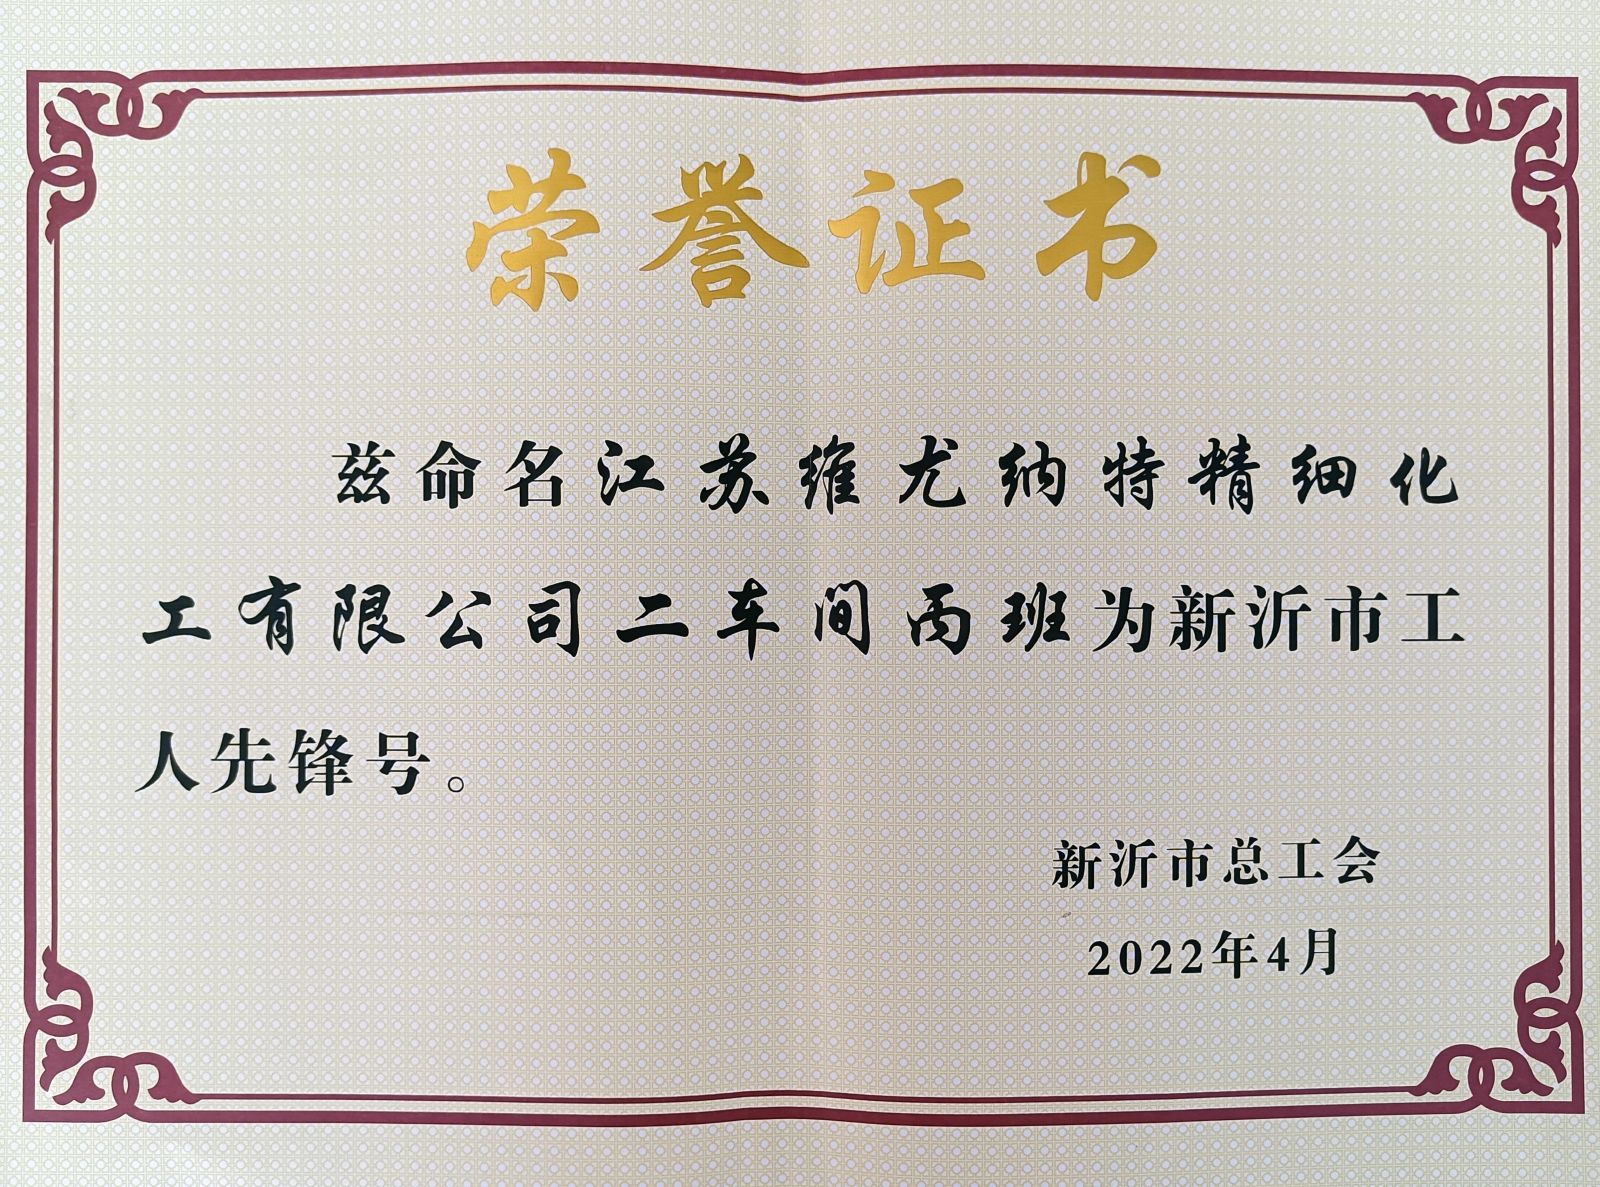 荣誉证书
兹命名江苏维尤纳特精细化
工有限公司二车间丙班为新沂市工
人先锋号。
新沂市总工会
2022年4月